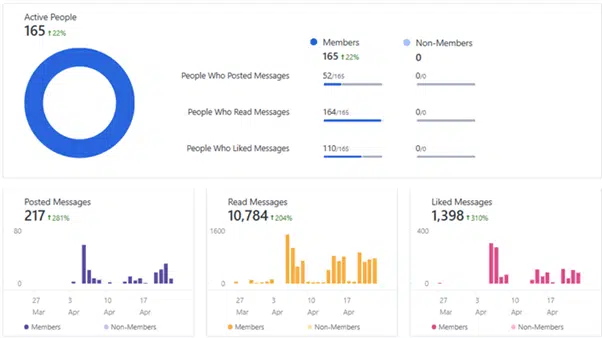 Active People
165 ↑22%
Members
Non-Members
165 ↑22%
0
People Who Posted Messages
52/165
0/0
People Who Read Messages
164/165
0/0
People Who Liked Messages
110/165
0/0
Posted Messages
217 ↑281%
80
0
27 3 10 17
Mar Apr Apr Apr
Members Non-Members
Read Messages
10,784 ↑204%
1600
0
27 3 10 17
Mar Apr Apr Apr
Members Non-Members
Liked Messages
1,398 ↑310%
400
0
27 3 10 17
Mar Apr Apr Apr
Members Non-Members